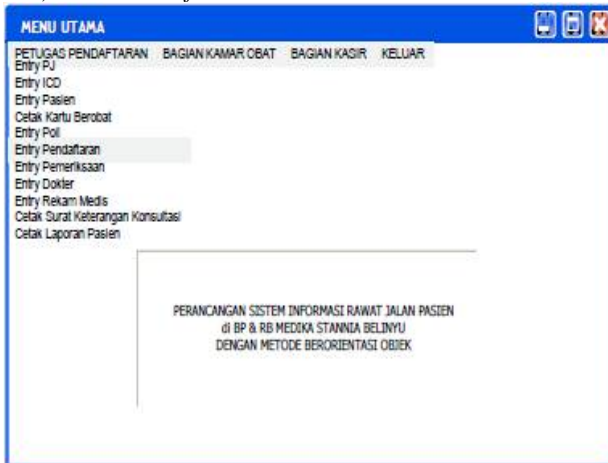 MENU UTAMA
PETUGAS PENDAFTARAN BAGIAN KAMAR OBAT BAGIAN KASIR KELUAR
Entry PJ
Entry ICD
Entry Pasien
Cetak Kartu Berobat
Entry Poli
Entry Pendaftaran
Entry Pemeriksaan
Entry Dokter
Entry Rekam Medis
Cetak Surat Keterangan Konsultasi
Cetak Laporan Pasien
PERANCANGAN SISTEM INFORMASI RAWAT JALAN PASIEN
di BP & RB MEDIKA STANNIA BELINYU
DENGAN METODE BERORIENTASI OBJEK